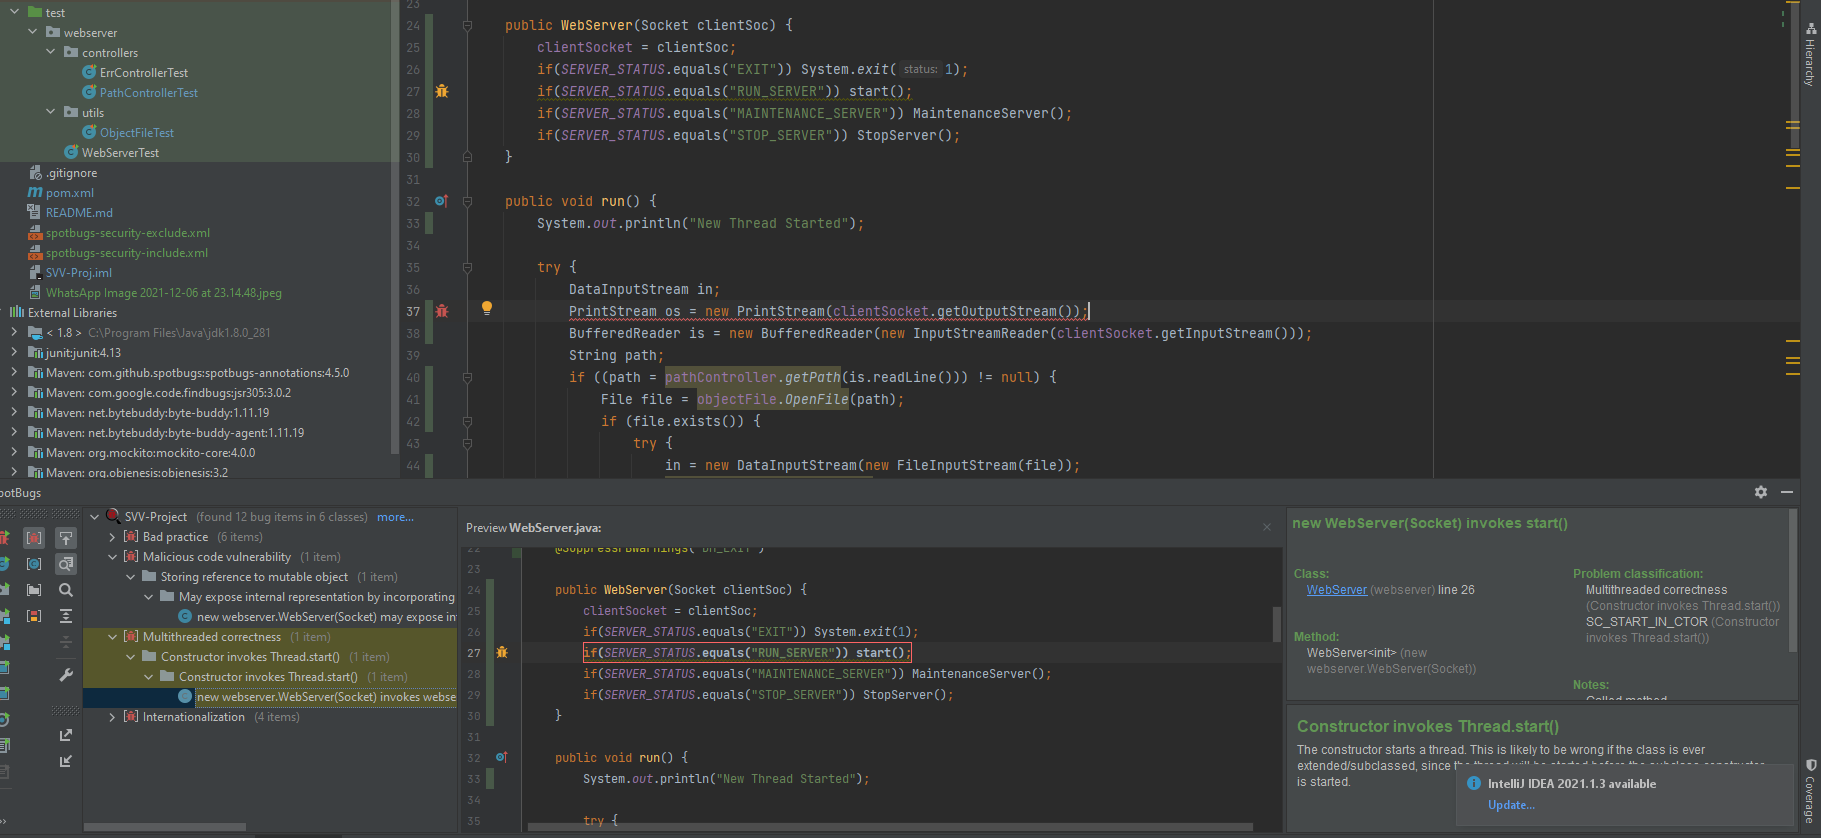 test
webserver
controllers
ErrControllerTest
PathControllerTest
utils
ObjectFileTest
WebServerTest
.gitignore
pom.xml
README.md
spotbugs-security-exclude.xml
spotbugs-security-include.xml
SVV-Proj.iml
WhatsApp Image 2021-12-06 at 23.14.48.jpeg
External Libraries
< 1.8 > C:\Program Files\Java\jdk1.8.0_281
junit:junit:4.13
Maven: com.github.spotbugs:spotbugs-annotations:4.5.0
Maven: com.google.code.findbugs:jsr305:3.0.2
Maven: net.bytebuddy:byte-buddy:1.11.19
Maven: net.bytebuddy:byte-buddy-agent:1.11.19
Maven: org.mockito:mockito-core:4.0.0
Maven: org.objenesis:objenesis:3.2
23
24 public WebServer(Socket clientSoc) {
25 clientSocket = clientSoc;
26 if(SERVER_STATUS.equals("EXIT")) System.exit( status: 1);
27 if(SERVER_STATUS.equals("RUN_SERVER")) start();
28 if(SERVER_STATUS.equals("MAINTENANCE_SERVER")) MaintenanceServer();
29 if(SERVER_STATUS.equals("STOP_SERVER")) StopServer();
30 }
31
32 public void run() {
33 System.out.println("New Thread Started");
34
35 try {
36 DataInputStream in;
37 PrintStream os = new PrintStream(clientSocket.getOutputStream());
38 BufferedReader is = new BufferedReader(new InputStreamReader(clientSocket.getInputStream()));
39 String path;
40 if ((path = pathController.getPath(is.readLine())) != null) {
41 File file = objectFile.OpenFile(path);
42 if (file.exists()) {
43 try {
44 in = new DataInputStream(new FileInputStream(file));
Hierarchy
potBugs
SVV-Project (found 12 bug items in 6 classes) more...
Bad practice (6 items)
Malicious code vulnerability (1 item)
Storing reference to mutable object (1 item)
May expose internal representation by incorporating
new webserver.WebServer(Socket) may expose in
Multithreaded correctness (1 item)
Constructor invokes Thread.start() (1 item)
Constructor invokes Thread.start() (1 item)
new webserver.WebServer(Socket) invokes webse
Internationalization (4 items)
Preview WebServer.java:
22 @SuppressFBWarnings("DM_EXIT")
23
24 public WebServer(Socket clientSoc) {
25 clientSocket = clientSoc;
26 if(SERVER_STATUS.equals("EXIT")) System.exit(1);
27 if(SERVER_STATUS.equals("RUN_SERVER")) start();
28 if(SERVER_STATUS.equals("MAINTENANCE_SERVER")) MaintenanceServer();
29 if(SERVER_STATUS.equals("STOP_SERVER")) StopServer();
30 }
31
32 public void run() {
33 System.out.println("New Thread Started");
34
35 try {
new WebServer(Socket) invokes start()
Class:
WebServer (webserver) line 26
Method:
WebServer<init> (new
webserver.WebServer(Socket))
Problem classification:
Multithreaded correctness
(Constructor invokes Thread.start())
SC_START_IN_CTOR (Constructor
invokes Thread.start())
Notes:
Called method
Constructor invokes Thread.start()
The constructor starts a thread. This is likely to be wrong if the class is ever
extended/subclassed, since the thread will be started before the subclass constructor
is started.
IntelliJ IDEA 2021.1.3 available
Update...
Coverage